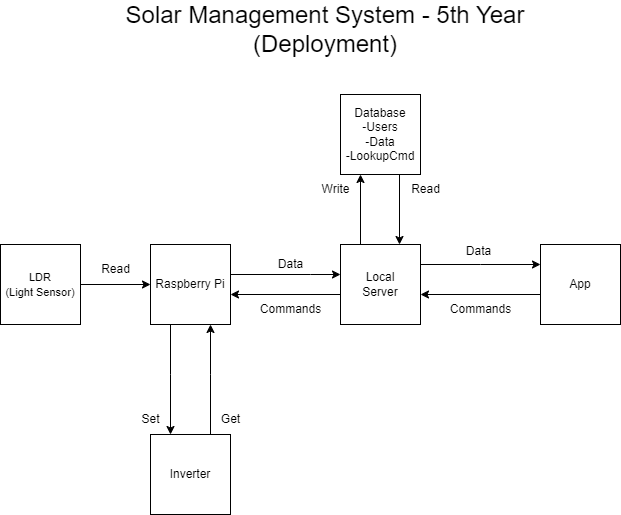 Solar Management System - 5th Year
(Deployment)
Database
-Users
-Data
-LookupCmd
Write
Read
LDR
(Light Sensor)
Read
Raspberry Pi
Data
Commands
Local
Server
Data
Commands
App
Set
Get
Inverter